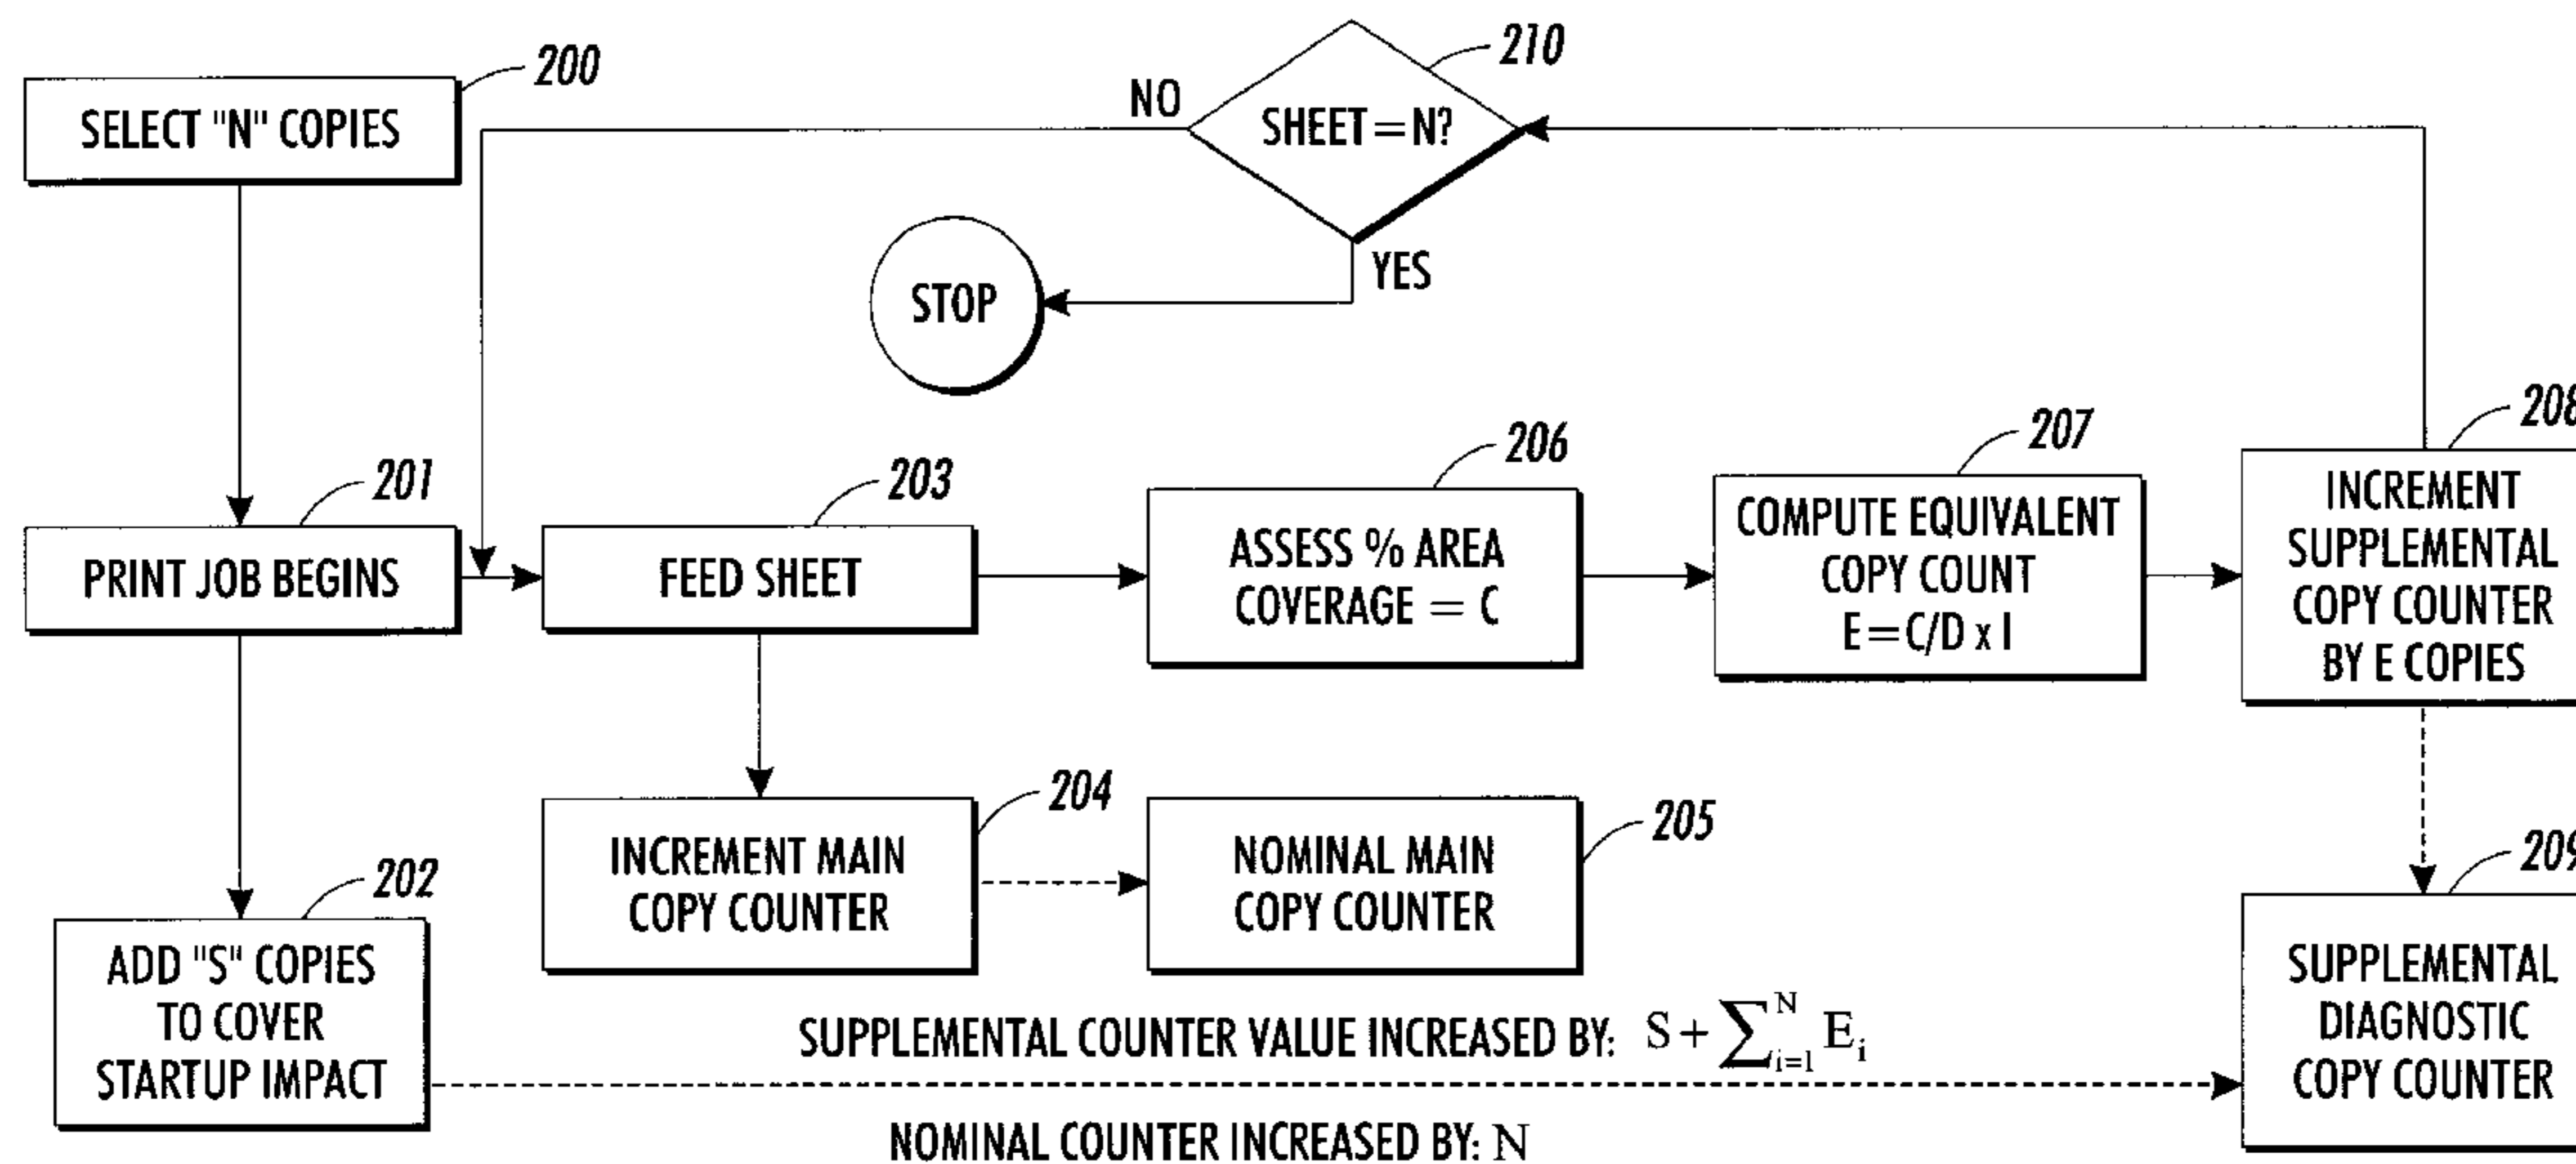 200
SELECT "N" COPIES
210
SHEET=N?
NO
YES
STOP
201
PRINT JOB BEGINS
203
FEED SHEET
206
ASSESS % AREA
COVERAGE = C
207
COMPUTE EQUIVALENT
COPY COUNT
E=C/D x I
208
INCREMENT
SUPPLEMENTAL
COPY COUNTER
BY E COPIES
202
ADD "S" COPIES
TO COVER
STARTUP IMPACT
204
INCREMENT MAIN
COPY COUNTER
205
NOMINAL MAIN
COPY COUNTER
209
SUPPLEMENTAL
DIAGNOSTIC
COPY COUNTER
SUPPLEMENTAL COUNTER VALUE INCREASED BY: S+∑_{i=1}^{N} E_i
NOMINAL COUNTER INCREASED BY: N